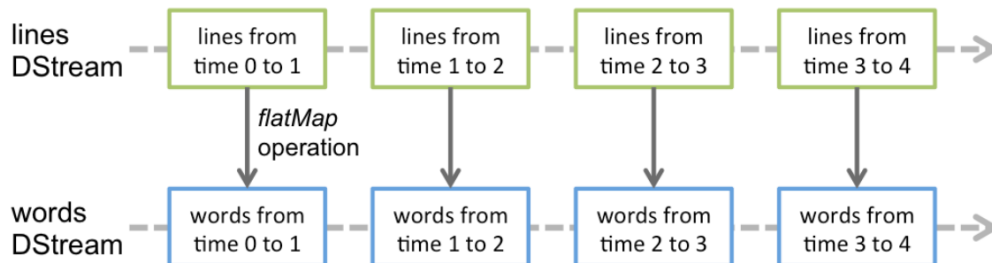 lines
DStream
lines from
time 0 to 1
lines from
time 1 to 2
lines from
time 2 to 3
lines from
time 3 to 4
flatMap
operation
words
DStream
words from
time 0 to 1
words from
time 1 to 2
words from
time 2 to 3
words from
time 3 to 4